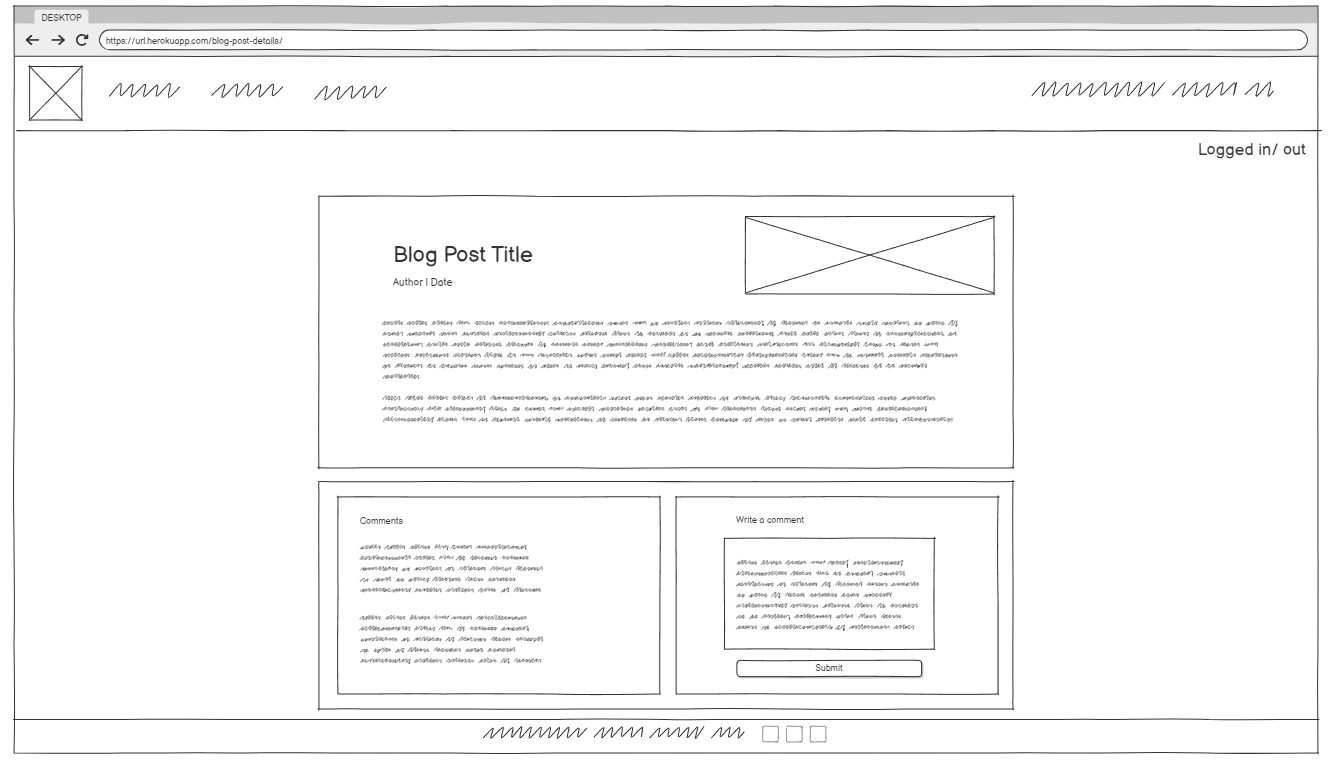 DESKTOP
https://url.herokuapp.com/blog-post-details/
Logged in/ out
Blog Post Title
Author | Date
Comments
Write a comment
Submit